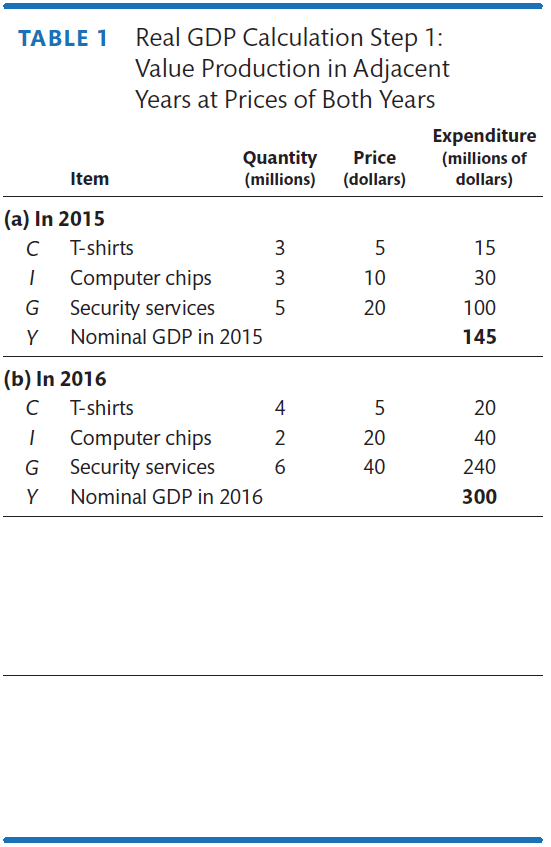 TABLE 1 Real GDP Calculation Step 1:
Value Production in Adjacent
Years at Prices of Both Years
Item Quantity (millions) Price (dollars) Expenditure (millions of dollars)
(a) In 2015
C T-shirts 3 5 15
I Computer chips 3 10 30
G Security services 5 20 100
Y Nominal GDP in 2015 145
(b) In 2016
C T-shirts 4 5 20
I Computer chips 2 20 40
G Security services 6 40 240
Y Nominal GDP in 2016 300